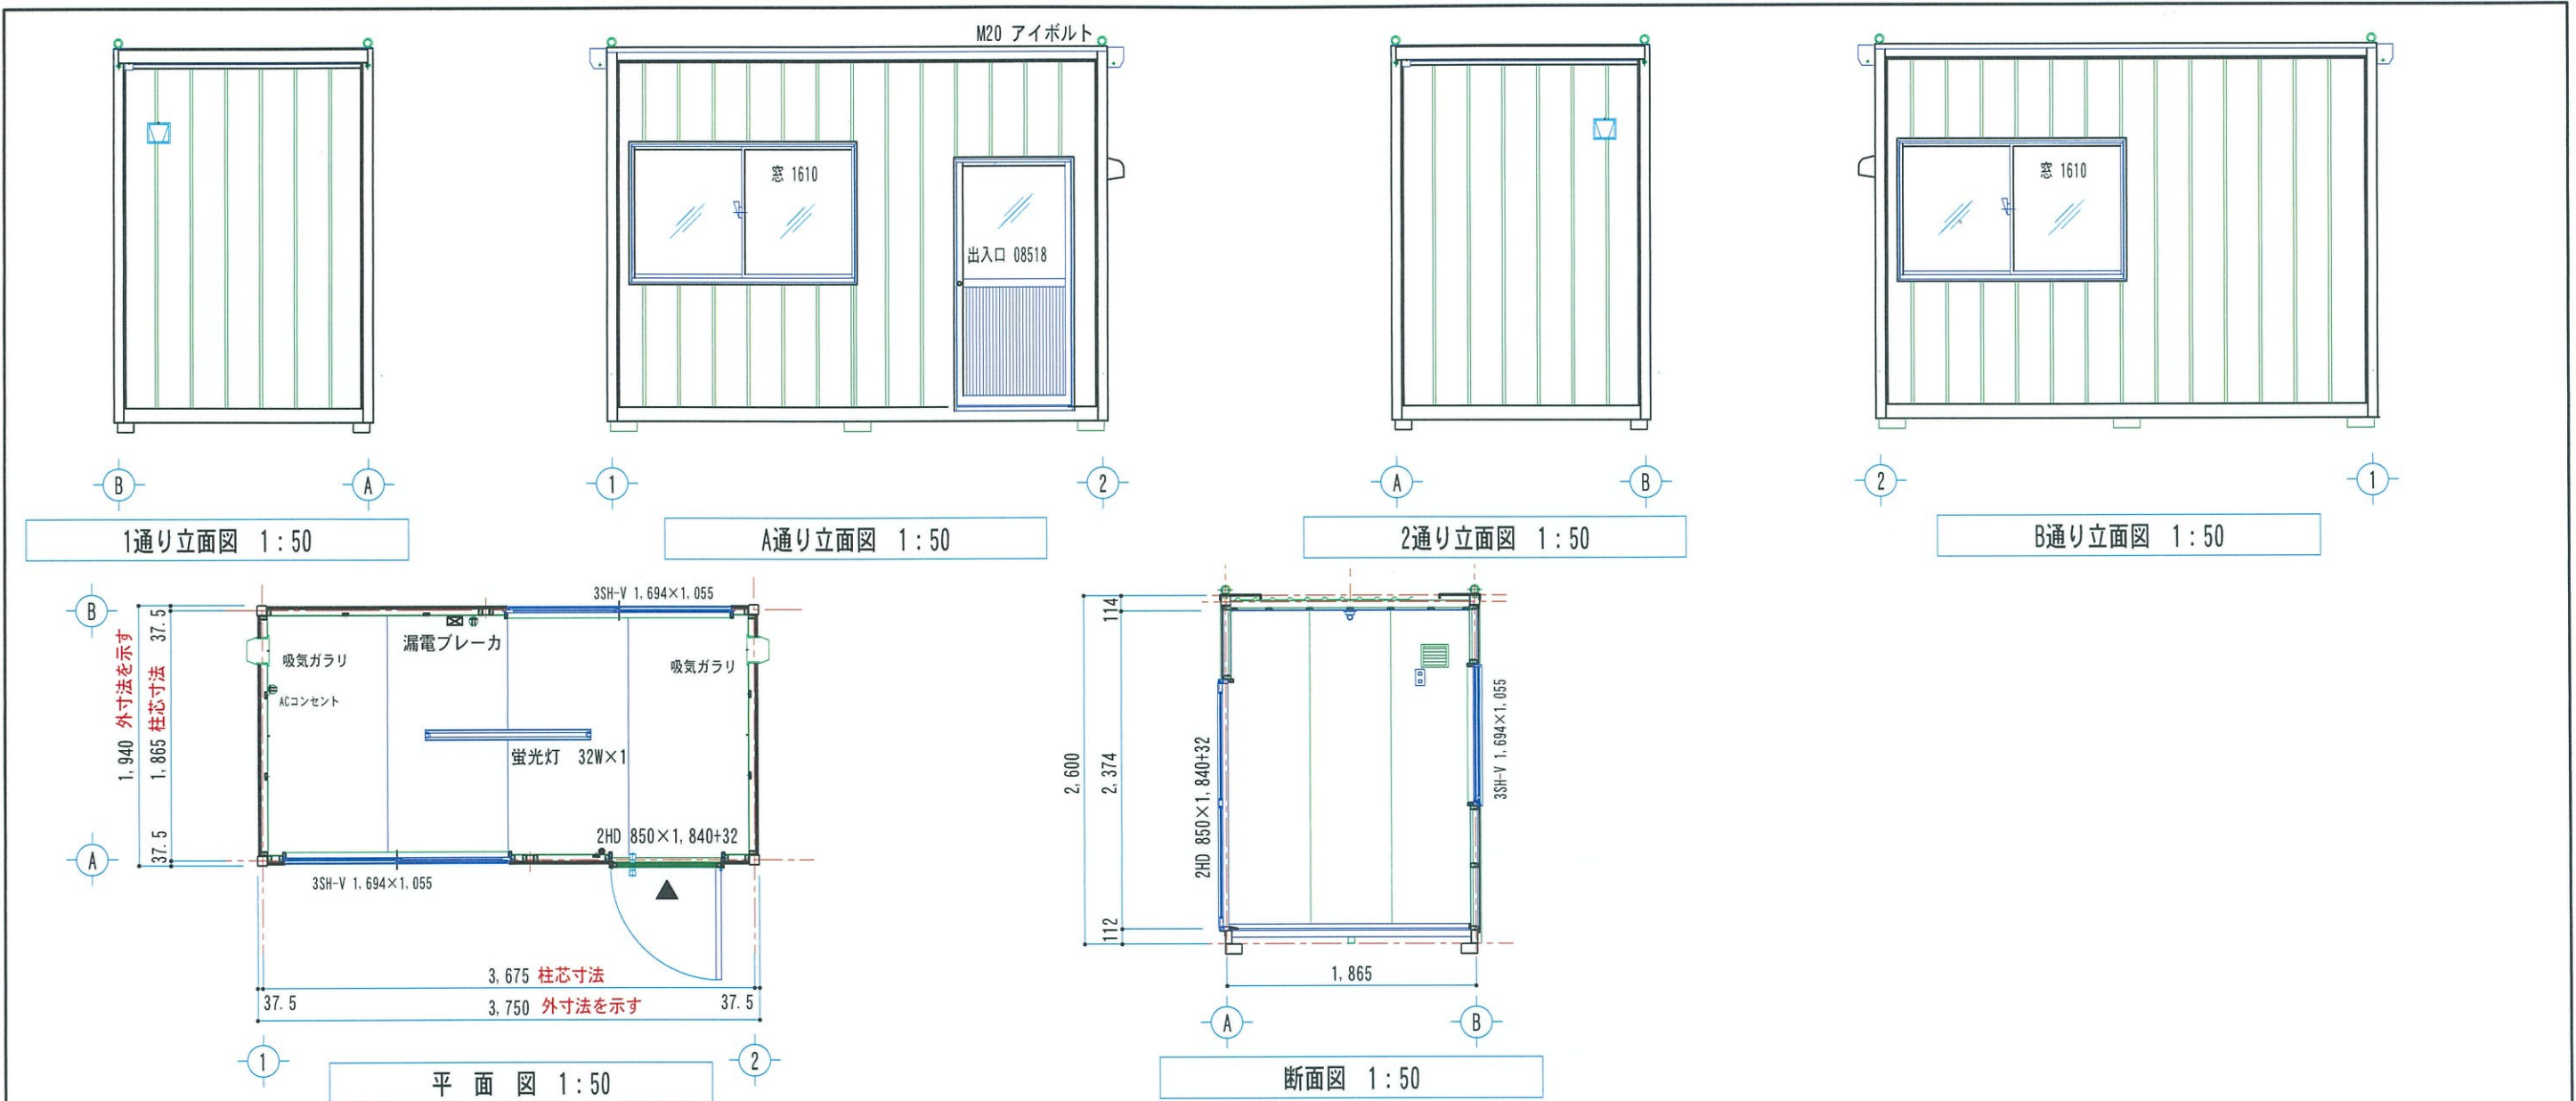 M20 アイボルト
窓 1610
出入口 08518
窓 1610
B
A
1
2
A
B
2
1
1通り立面図 1:50
A通り立面図 1:50
2通り立面図 1:50
B通り立面図 1:50
B
A
1,940 外寸法を示す
37.5
1,865 柱芯寸法
37.5
3SH-V 1,694×1,055
漏電ブレーカ
吸気ガラリ
吸気ガラリ
ACコンセント
蛍光灯 32W×1
2HD 850×1,840+32
3SH-V 1,694×1,055
3,675 柱芯寸法
37.5
37.5
3,750 外寸法を示す
1
2
平 面 図 1:50
114
2,600
2,374
112
2HD 850×1,840+32
3SH-V 1,694×1,055
1,865
A
B
断面図 1:50